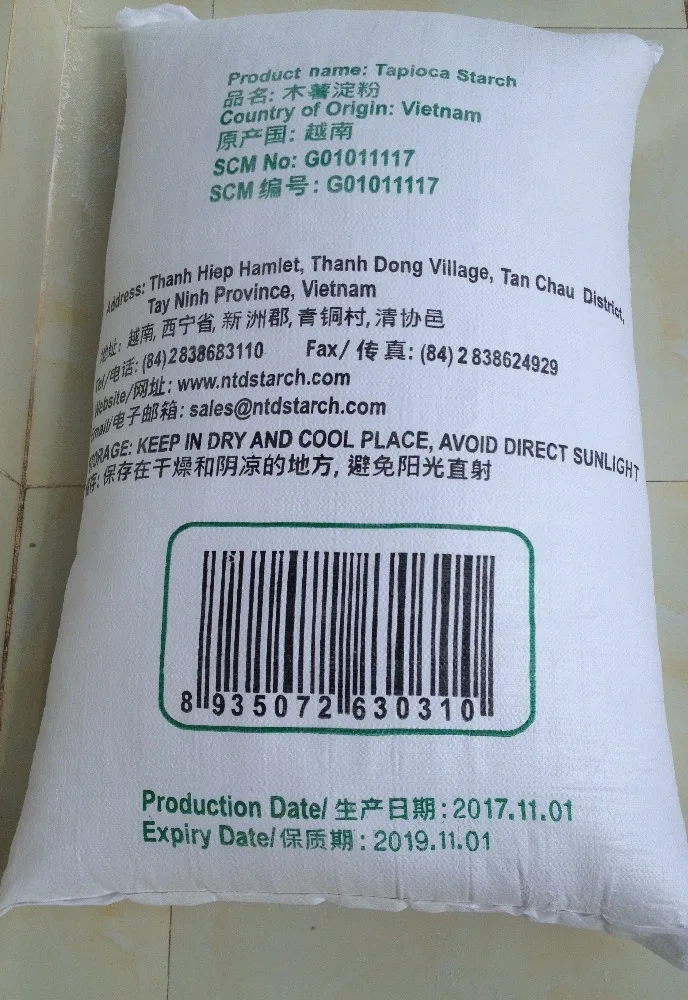 Product name: Tapioca Starch
品名: 木薯淀粉
Country of Origin: Vietnam
原产国: 越南
SCM No: G01011117
SCM 编号: G01011117
Address: Thanh Hiep Hamlet, Thanh Dong Village, Tan Chau District,
Tay Ninh Province, Vietnam
地址: 越南, 西宁省, 新洲郡, 青铜村, 清协邑
Tel/电话: (84)2838683110 Fax/传真: (84)2838624929
Website/网址: www.ntdstarch.com
Email/电子邮箱: sales@ntdstarch.com
STORAGE: KEEP IN DRY AND COOL PLACE, AVOID DIRECT SUNLIGHT
保存在干燥和阴凉的地方, 避免阳光直射
8 935072 630310
Production Date/生产日期: 2017.11.01
Expiry Date/保质期: 2019.11.01